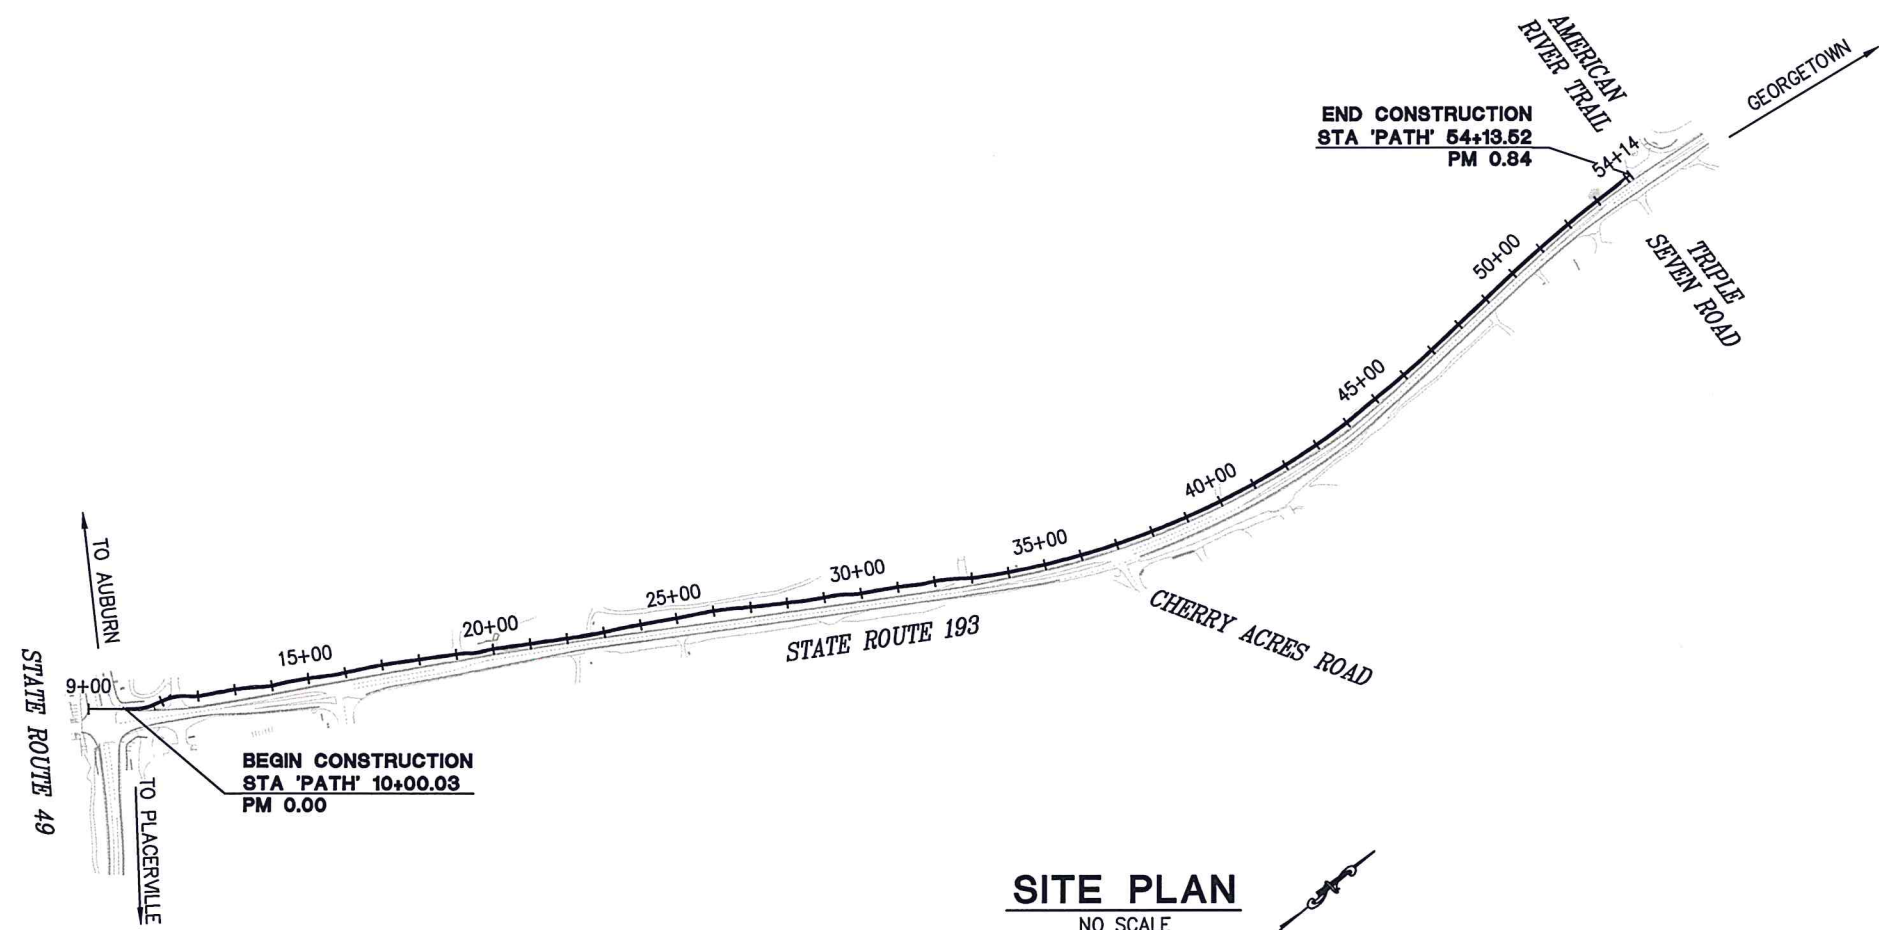 AMERICAN
RIVER TRAIL
GEORGETOWN
END CONSTRUCTION
STA 'PATH' 54+13.52
PM 0.84
54+14
50+00
TRIPLE
SEVEN ROAD
45+00
40+00
35+00
30+00
25+00
20+00
15+00
9+00
TO AUBURN
CHERRY ACRES ROAD
STATE ROUTE 193
STATE ROUTE 49
BEGIN CONSTRUCTION
STA 'PATH' 10+00.03
PM 0.00
TO PLACERVILLE
SITE PLAN
NO SCALE